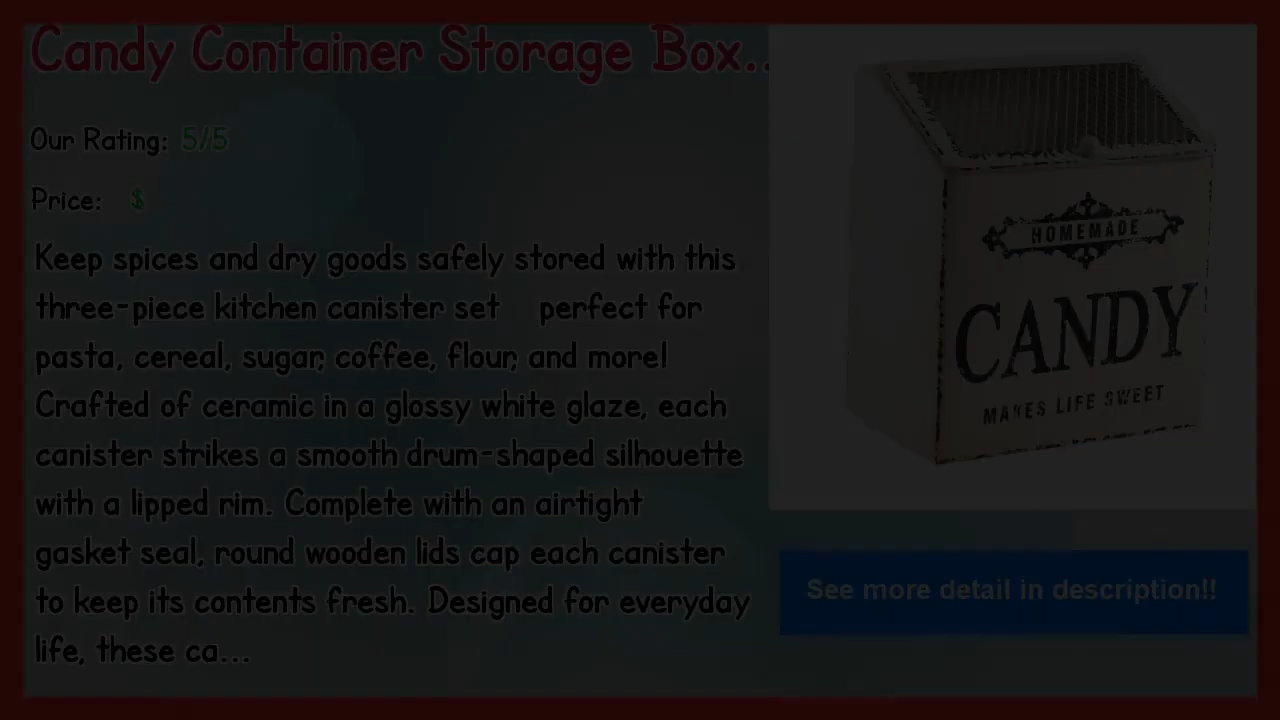 Candy Container Storage Box..
Our Rating: 5/5
Price: $
Keep spices and dry goods safely stored with this
three-piece kitchen canister set perfect for
pasta, cereal, sugar, coffee, flour, and more!
Crafted of ceramic in a glossy white glaze, each
canister strikes a smooth drum-shaped silhouette
with a lipped rim. Complete with an airtight
gasket seal, round wooden lids cap each canister
to keep its contents fresh. Designed for everyday
life, these ca...
HOMEMADE
CANDY
MAKES LIFE SWEET
See more detail in description!!